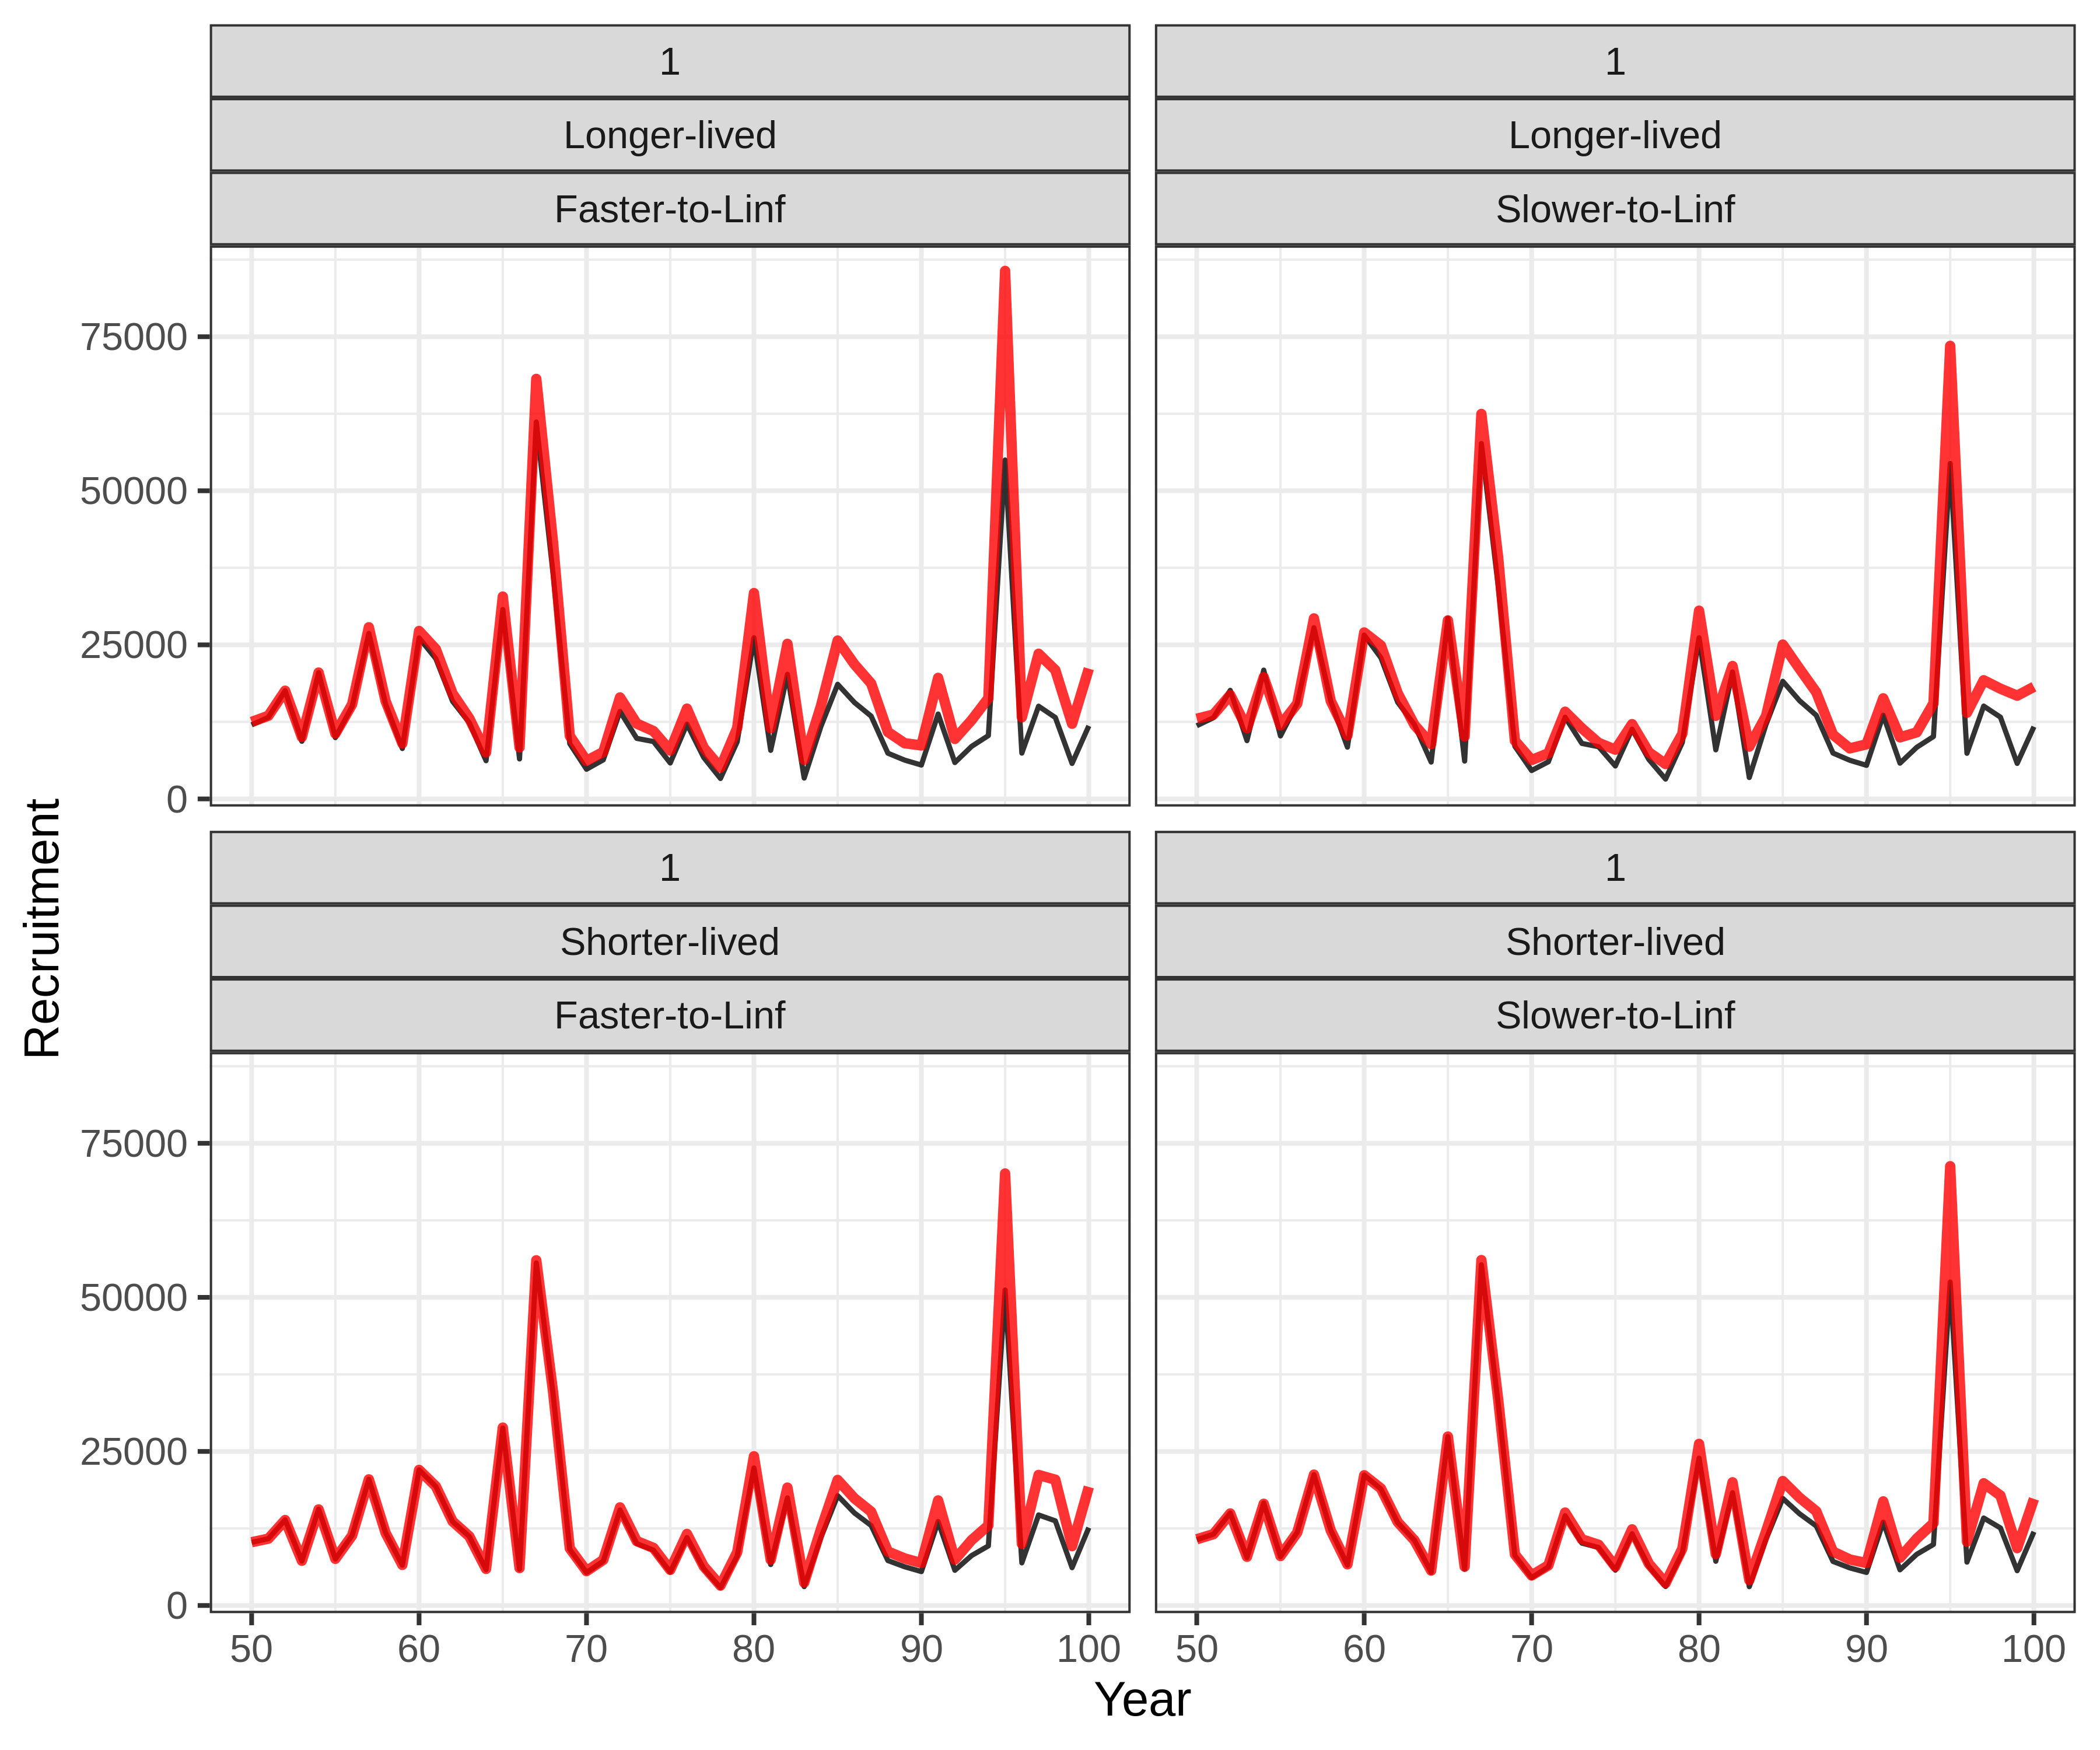 1
1
Longer-lived
Longer-lived
Faster-to-Linf
Slower-to-Linf
75000
50000
25000
0
1
1
Shorter-lived
Shorter-lived
Faster-to-Linf
Slower-to-Linf
75000
50000
25000
0
50 60 70 80 90 100
50 60 70 80 90 100
Year
Recruitment